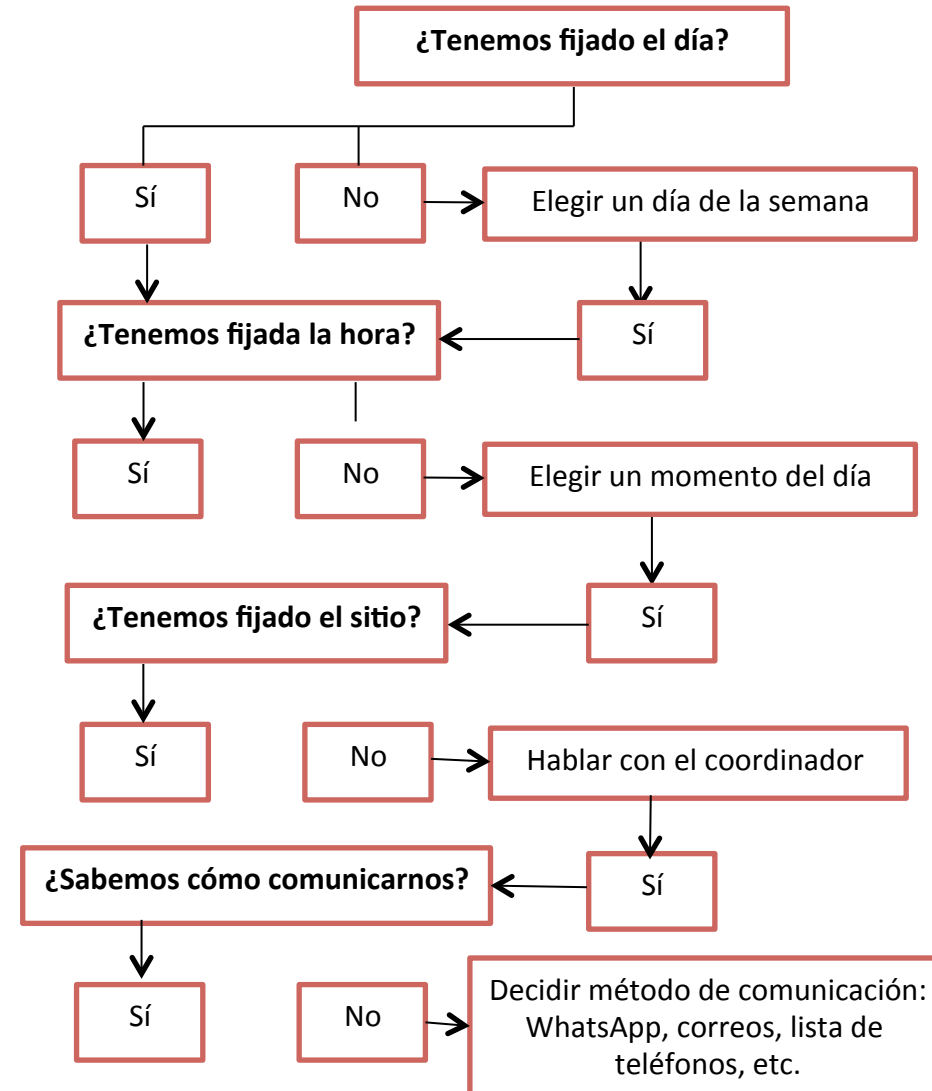 ¿Tenemos fijado el día?
Sí
No
Elegir un día de la semana
¿Tenemos fijada la hora?
Sí
Sí
No
Elegir un momento del día
¿Tenemos fijado el sitio?
Sí
Sí
No
Hablar con el coordinador
¿Sabemos cómo comunicarnos?
Sí
Sí
No
Decidir método de comunicación:
WhatsApp, correos, lista de
teléfonos, etc.